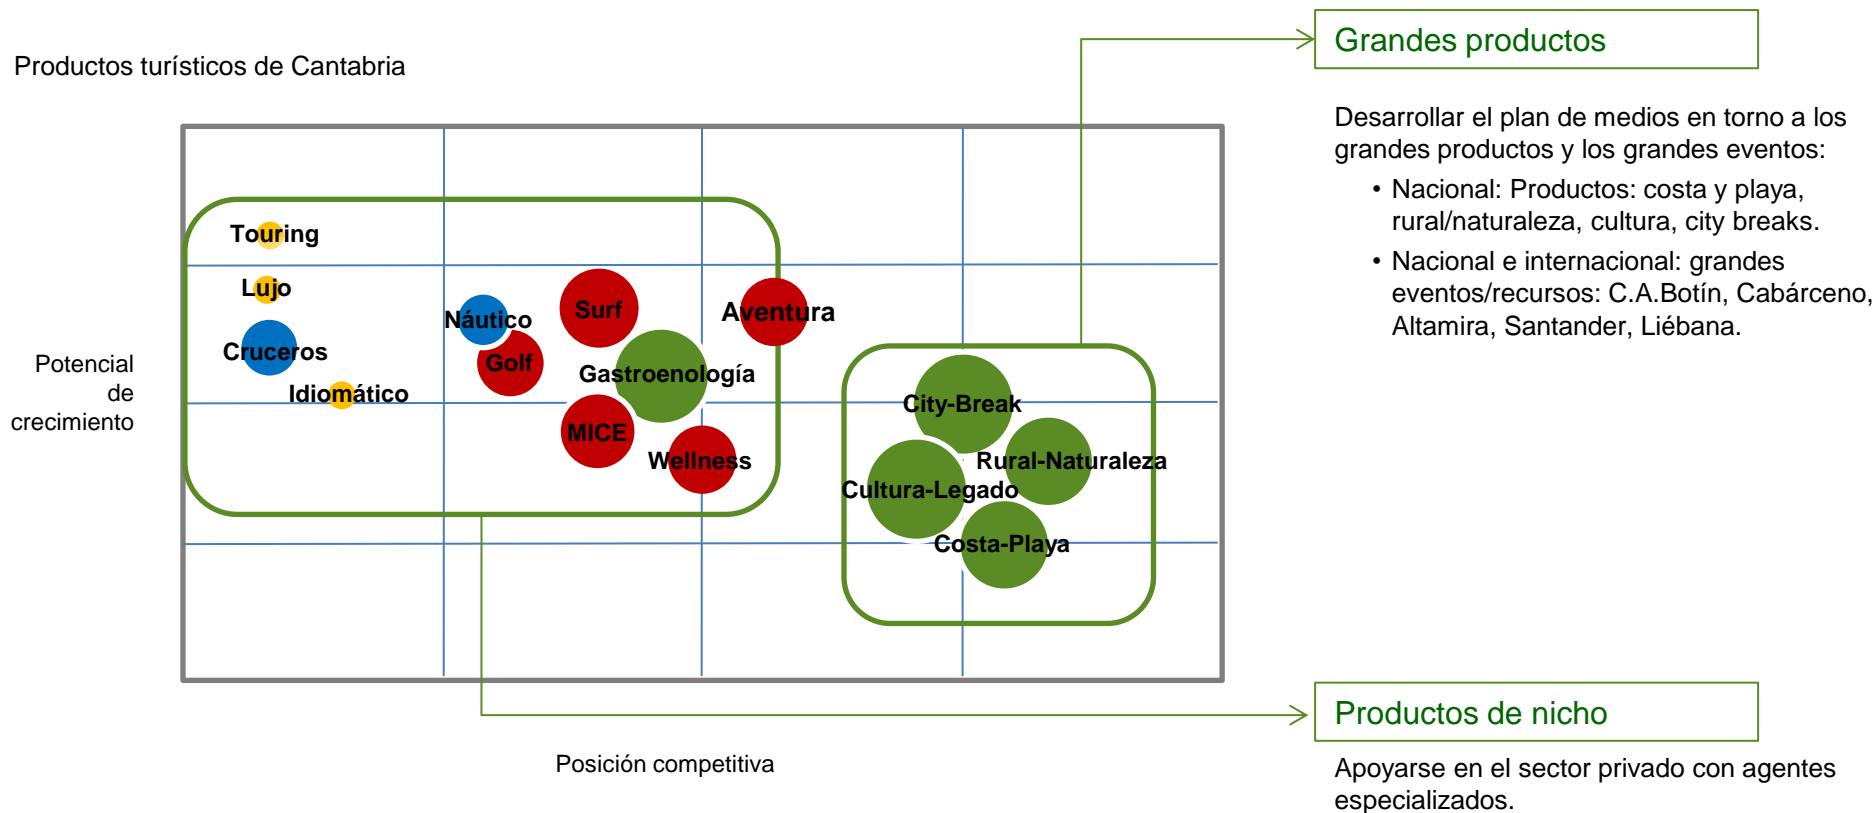 Productos turísticos de Cantabria
Potencial
de
crecimiento
Touring
Lujo
Cruceros
Idiomático
Náutico
Golf
Surf
Gastroenología
MICE
Wellness
Aventura
City-Break
Rural-Naturaleza
Cultura-Legado
Costa-Playa
Posición competitiva
Grandes productos
Desarrollar el plan de medios en torno a los
grandes productos y los grandes eventos:
• Nacional: Productos: costa y playa,
rural/naturaleza, cultura, city breaks.
• Nacional e internacional: grandes
eventos/recursos: C.A.Botín, Cabárceno,
Altamira, Santander, Liébana.
Productos de nicho
Apoyarse en el sector privado con agentes
especializados.